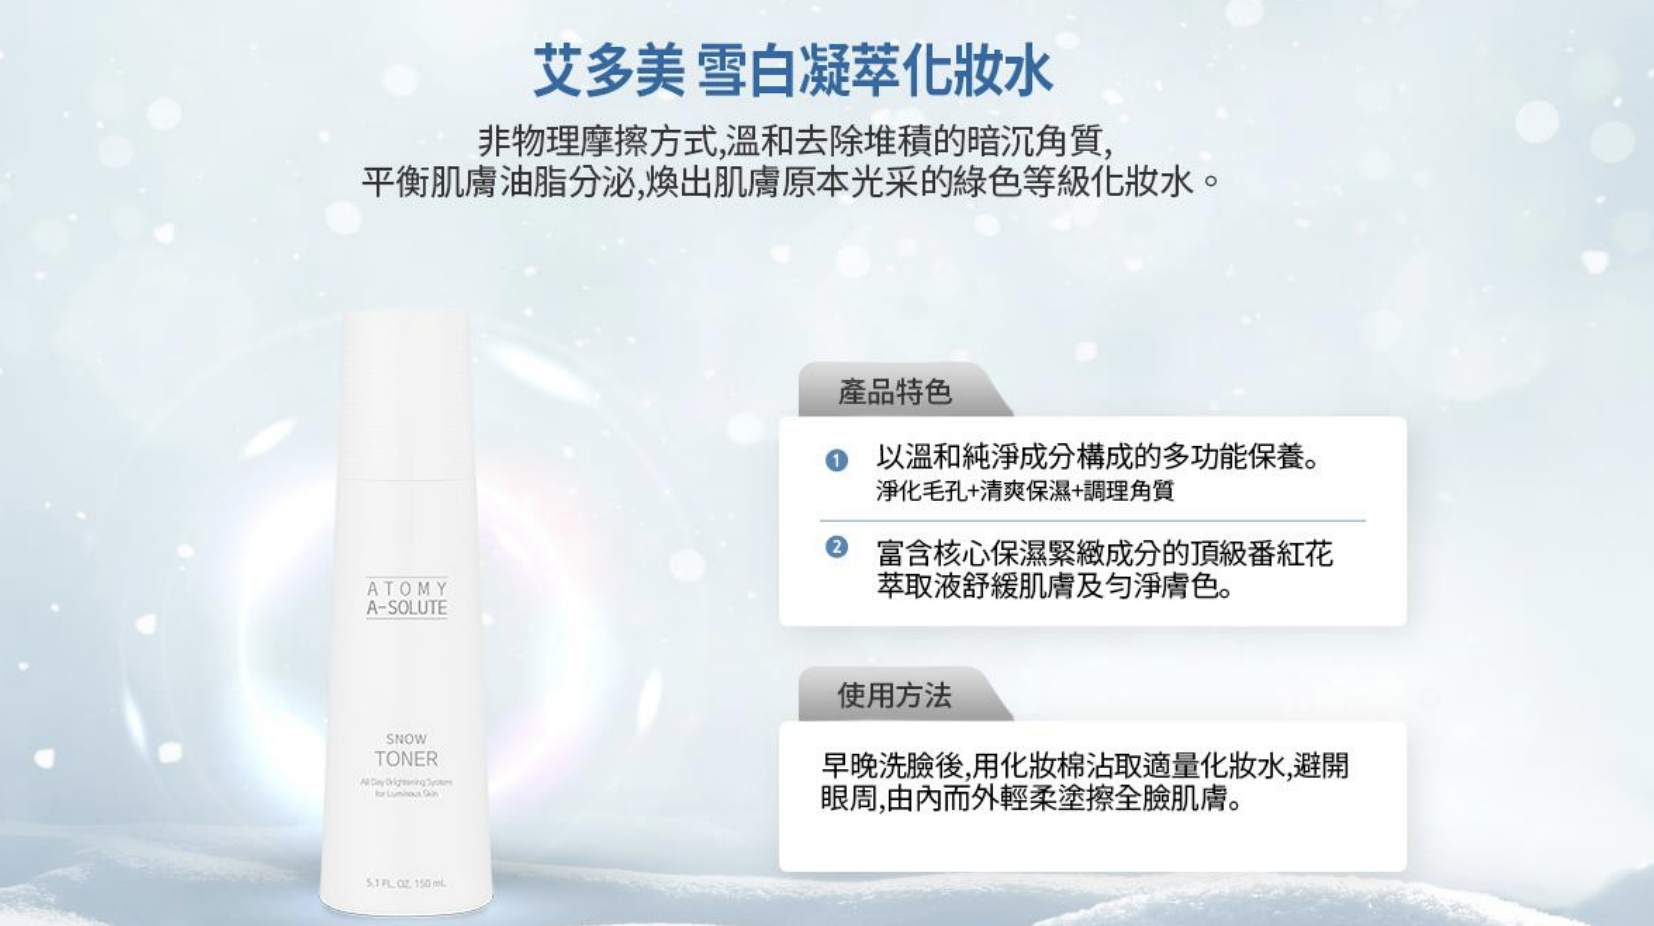 艾多美 雪白凝萃化妝水
非物理摩擦方式,溫和去除堆積的暗沉角質,
平衡肌膚油脂分泌,煥出肌膚原本光采的綠色等級化妝水。
產品特色
1 以溫和純淨成分構成的多功能保養。
淨化毛孔+清爽保濕+調理角質
2 富含核心保濕緊緻成分的頂級番紅花
萃取液舒緩肌膚及勻淨膚色。
使用方法
早晚洗臉後,用化妝棉沾取適量化妝水,避開
眼周,由內而外輕柔塗擦全臉肌膚。
ATOMY
A-SOLUTE
SNOW
TONER
All Day Brightening System
for Luminous Skin
5.1 FL. OZ. 150 mL